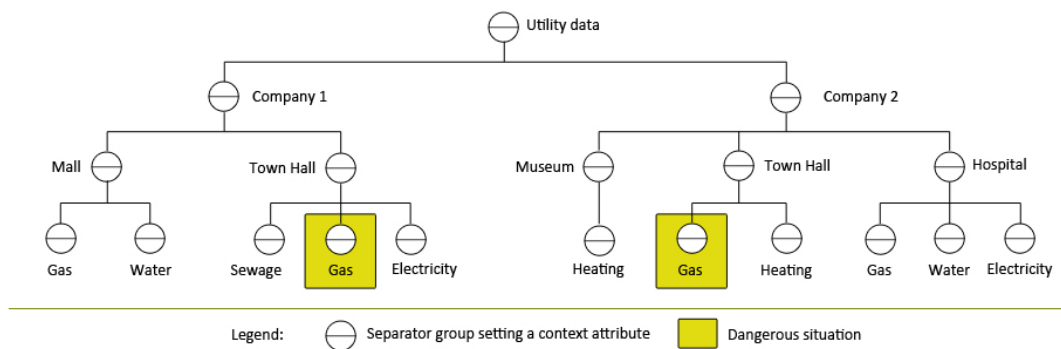 Utility data
Company 1
Company 2
Mall
Town Hall
Museum
Town Hall
Hospital
Gas
Water
Sewage
Gas
Electricity
Heating
Gas
Heating
Gas
Water
Electricity
Legend:
Separator group setting a context attribute
Dangerous situation